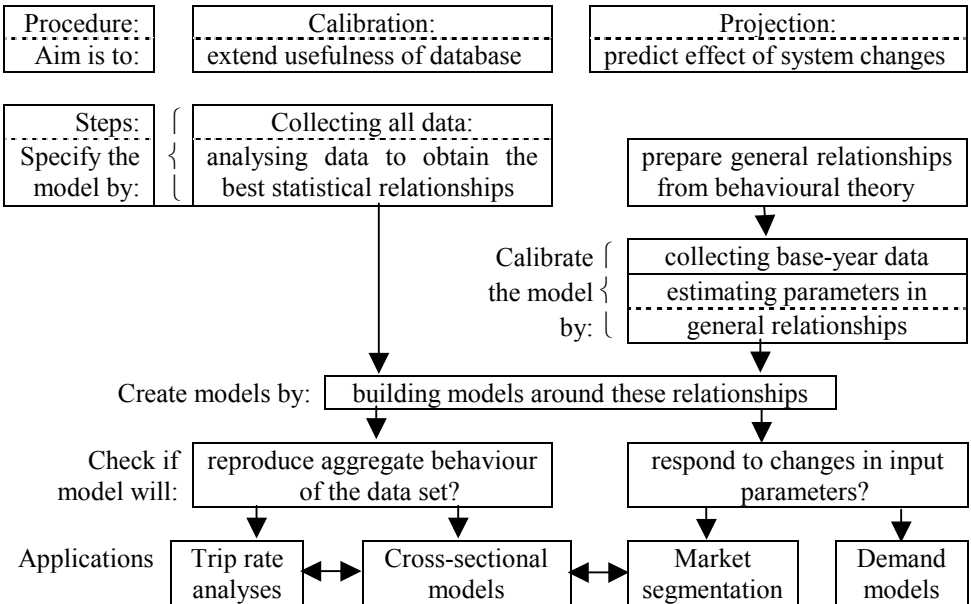 Procedure:
Aim is to:
Calibration:
extend usefulness of database
Projection:
predict effect of system changes
Steps:
Specify the
model by:
Collecting all data:
analysing data to obtain the
best statistical relationships
prepare general relationships
from behavioural theory
Calibrate
the model
by:
collecting base-year data
estimating parameters in
general relationships
Create models by:
building models around these relationships
Check if
model will:
reproduce aggregate behaviour
of the data set?
respond to changes in input
parameters?
Applications
Trip rate
analyses
Cross-sectional
models
Market
segmentation
Demand
models